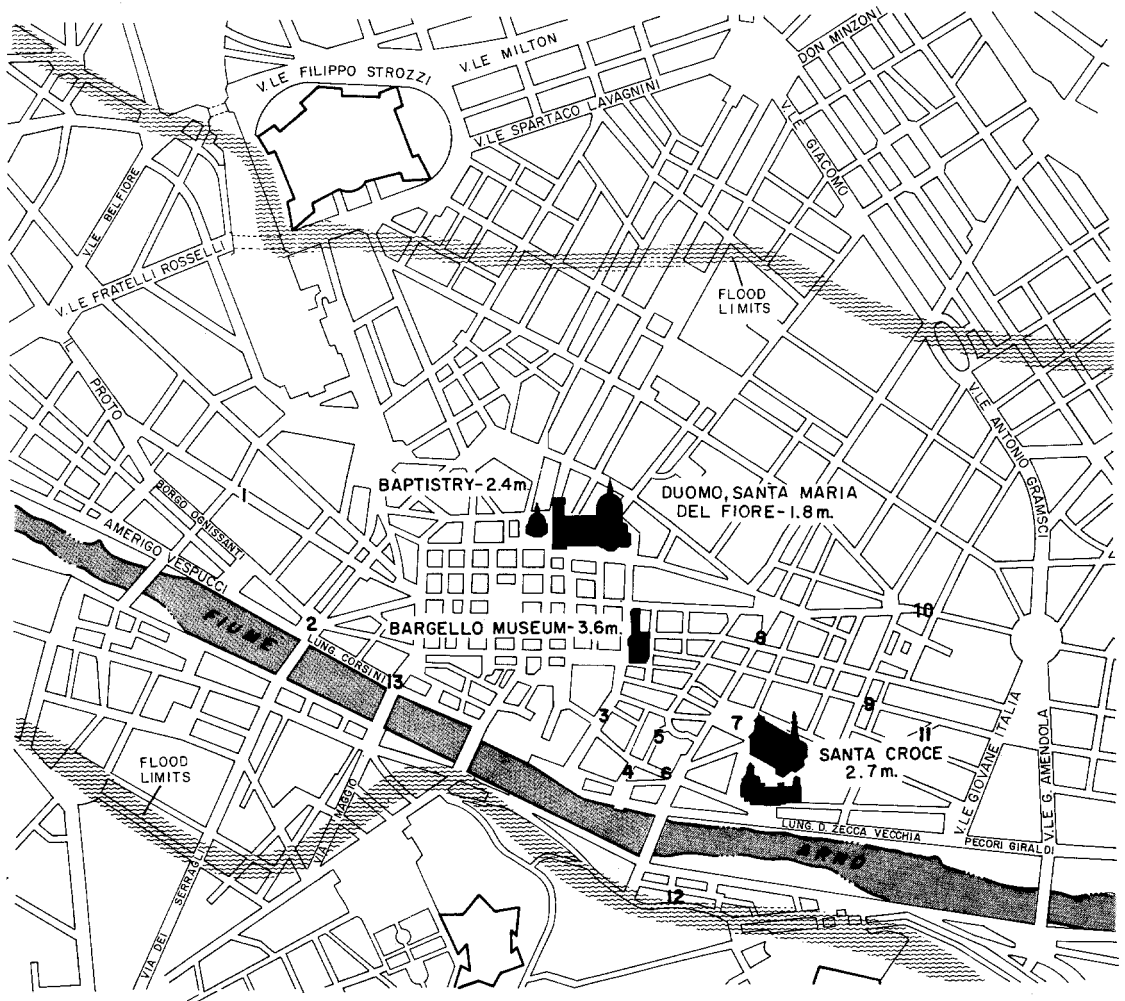 DON MINZONI
V.LE MILTON
V.LE FILIPPO STROZZI
V.LE SPARTACO LAVAGNINI
V.LE GIACOMO
V.LE BELFIORE
V.LE FRATELLI ROSSELLI
FLOOD
LIMITS
V.LE ANTONIO GRAMSCI
PROTO
1
BORGO OGNISSANTI
BAPTISTRY-2.4m.
DUOMO, SANTA MARIA
DEL FIORE-1.8m.
AMERIGO VESPUCCI
FIUME
2
LUNG. CORSINI
BARGELLO MUSEUM-3.6m.
8
10
13
3
5
4
6
7
9
11
SANTA CROCE
2.7m.
V.LE GIOVANE ITALIA
V.LE G. AMENDOLA
FLOOD
LIMITS
VIA MAGGIO
LUNG. D. ZECCA VECCHIA
PECORI GIRALDI
ARNO
12
VIA DEI SERRAGLI